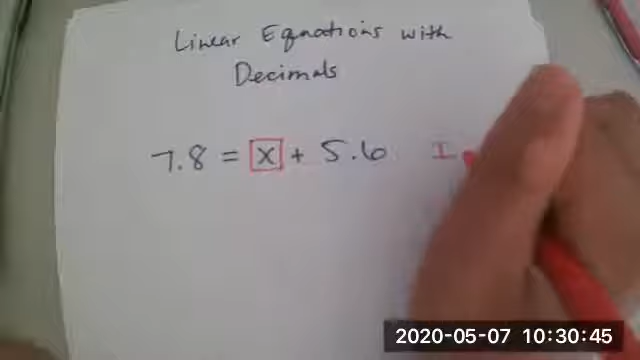 Linear Equations with
Decimals
7.8 = x + 5.6 I
2020-05-07 10:30:45